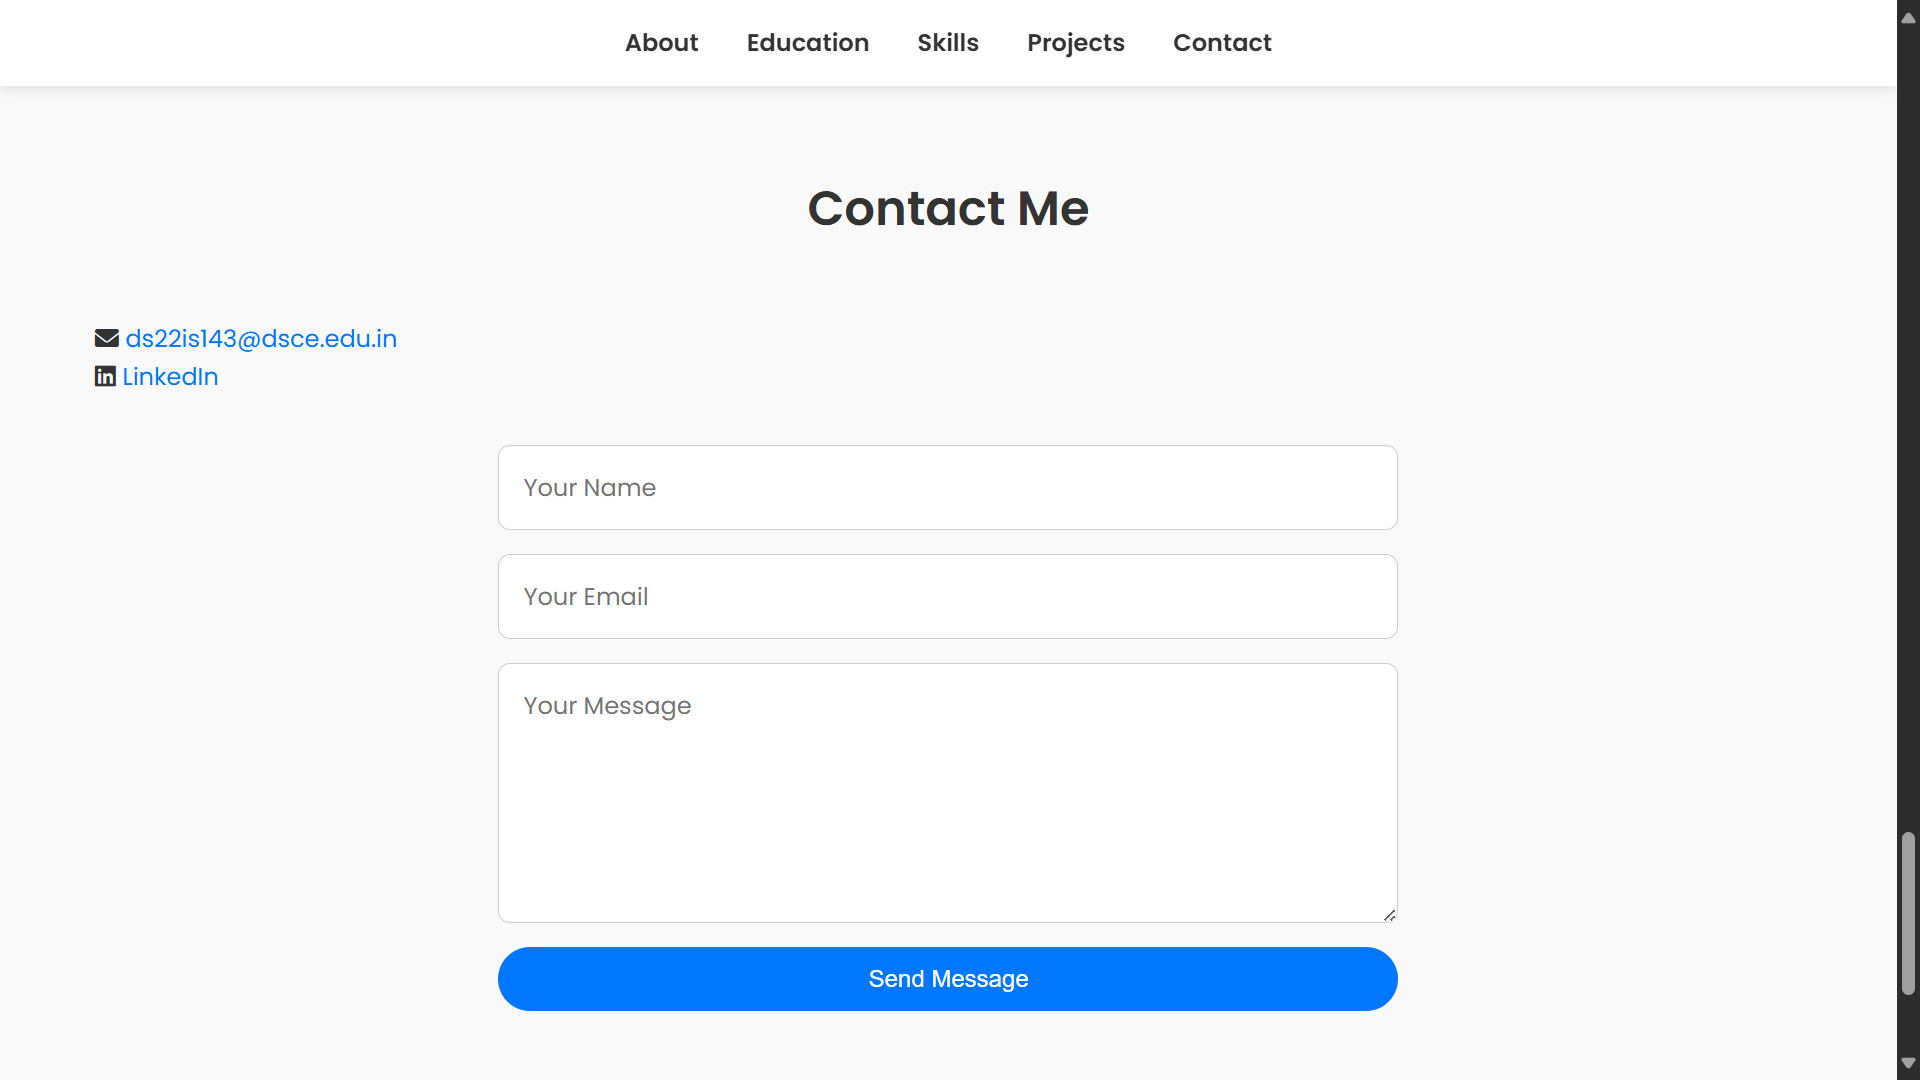 About Education Skills Projects Contact
Contact Me
ds22is143@dsce.edu.in
LinkedIn
Your Name
Your Email
Your Message
Send Message